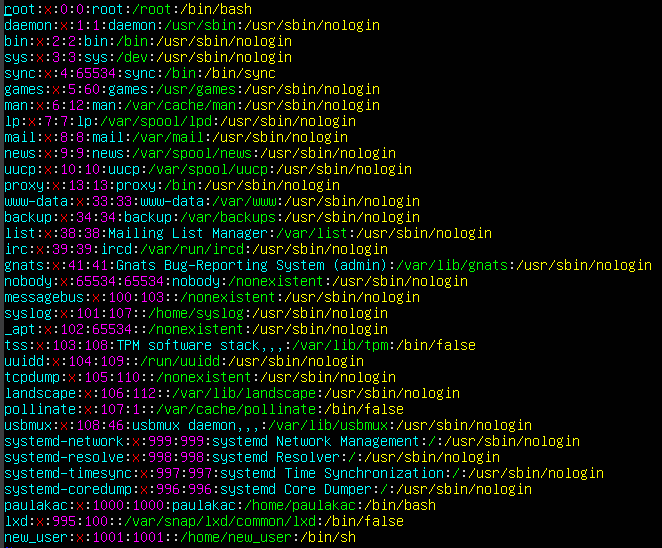 root:x:0:0:root:/root:/bin/bash
daemon:x:1:1:daemon:/usr/sbin:/usr/sbin/nologin
bin:x:2:2:bin:/bin:/usr/sbin/nologin
sys:x:3:3:sys:/dev:/usr/sbin/nologin
sync:x:4:65534:sync:/bin:/bin/sync
games:x:5:60:games:/usr/games:/usr/sbin/nologin
man:x:6:12:man:/var/cache/man:/usr/sbin/nologin
lp:x:7:7:lp:/var/spool/lpd:/usr/sbin/nologin
mail:x:8:8:mail:/var/mail:/usr/sbin/nologin
news:x:9:9:news:/var/spool/news:/usr/sbin/nologin
uucp:x:10:10:uucp:/var/spool/uucp:/usr/sbin/nologin
proxy:x:13:13:proxy:/bin:/usr/sbin/nologin
www-data:x:33:33:www-data:/var/www:/usr/sbin/nologin
backup:x:34:34:backup:/var/backups:/usr/sbin/nologin
list:x:38:38:Mailing List Manager:/var/list:/usr/sbin/nologin
irc:x:39:39:ircd:/var/run/ircd:/usr/sbin/nologin
gnats:x:41:41:Gnats Bug-Reporting System (admin):/var/lib/gnats:/usr/sbin/nologin
nobody:x:65534:65534:nobody:/nonexistent:/usr/sbin/nologin
messagebus:x:100:103::/nonexistent:/usr/sbin/nologin
syslog:x:101:107::/home/syslog:/usr/sbin/nologin
_apt:x:102:65534::/nonexistent:/usr/sbin/nologin
tss:x:103:108:TPM software stack,,,:/var/lib/tpm:/bin/false
uuidd:x:104:109::/run/uuidd:/usr/sbin/nologin
tcpdump:x:105:110::/nonexistent:/usr/sbin/nologin
landscape:x:106:112::/var/lib/landscape:/usr/sbin/nologin
pollinate:x:107:1::/var/cache/pollinate:/bin/false
usbmux:x:108:46:usbmux daemon,,,:/var/lib/usbmux:/usr/sbin/nologin
systemd-network:x:999:999:systemd Network Management:/:/usr/sbin/nologin
systemd-resolve:x:998:998:systemd Resolver:/:/usr/sbin/nologin
systemd-timesync:x:997:997:systemd Time Synchronization:/:/usr/sbin/nologin
systemd-coredump:x:996:996:systemd Core Dumper:/:/usr/sbin/nologin
paulakac:x:1000:1000:paulakac:/home/paulakac:/bin/bash
lxd:x:995:100::/var/snap/lxd/common/lxd:/bin/false
new_user:x:1001:1001::/home/new_user:/bin/sh